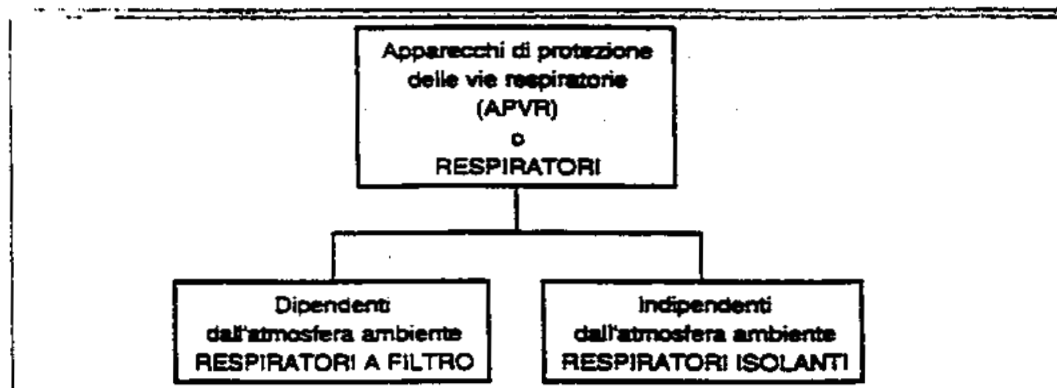 Apparecchi di protezione
delle vie respiratorie
(APVR)
o
RESPIRATORI
Dipendenti
dall'atmosfera ambiente
RESPIRATORI A FILTRO
Indipendenti
dall'atmosfera ambiente
RESPIRATORI ISOLANTI